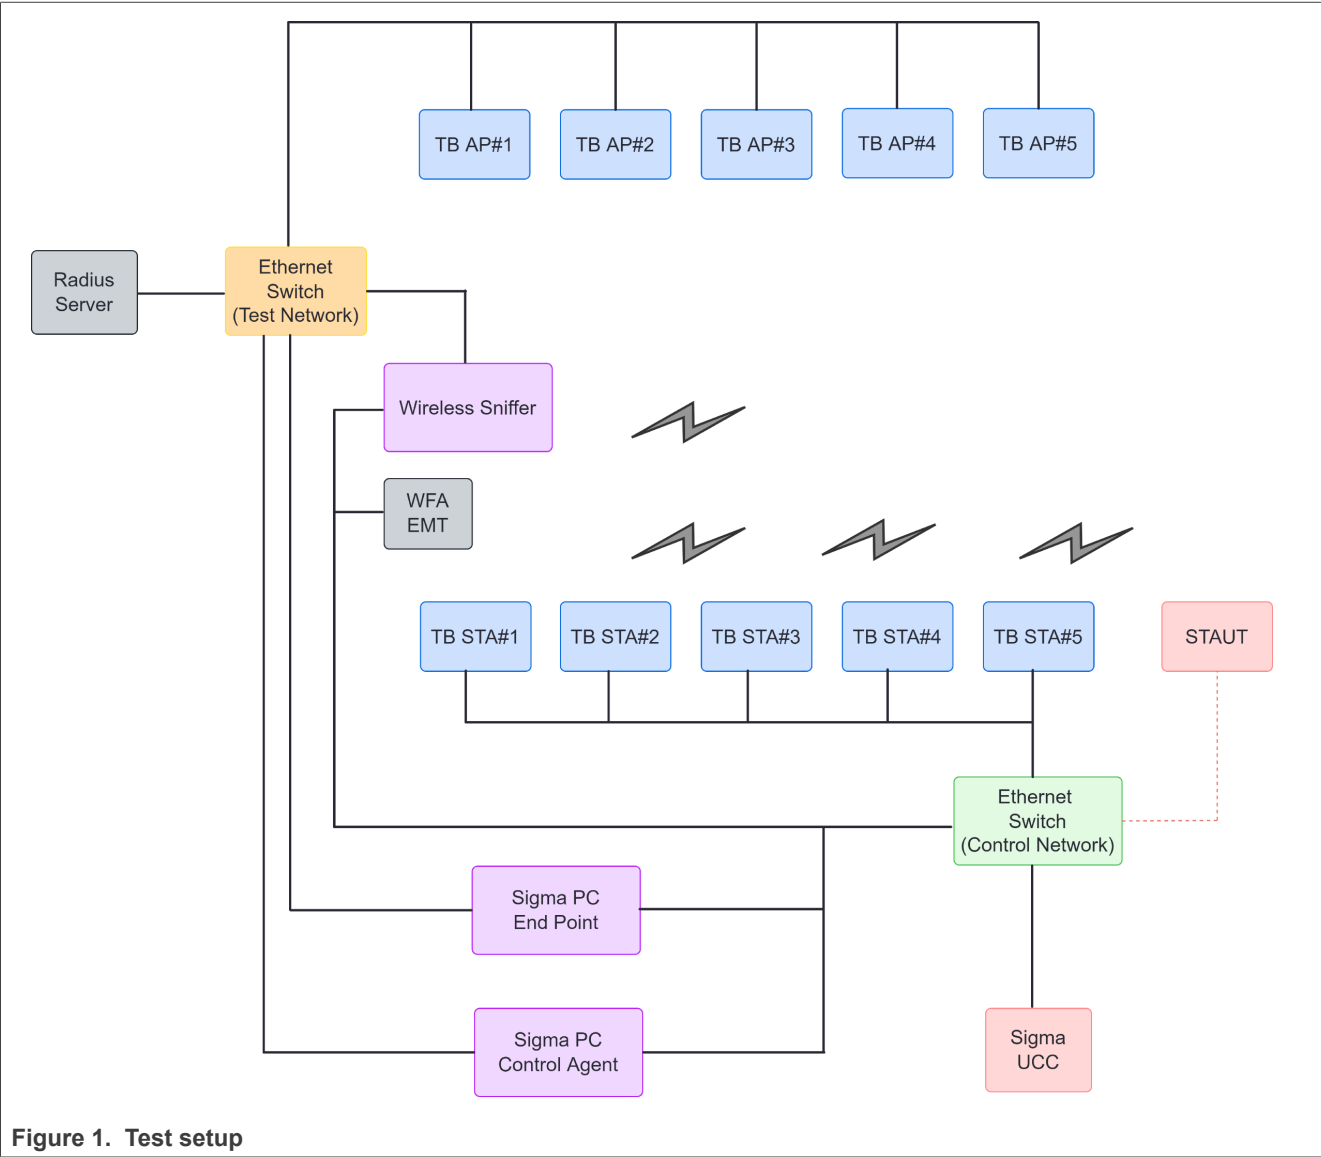 TB AP#1
TB AP#2
TB AP#3
TB AP#4
TB AP#5
Radius
Server
Ethernet
Switch
(Test Network)
Wireless Sniffer
WFA
EMT
TB STA#1
TB STA#2
TB STA#3
TB STA#4
TB STA#5
STAUT
Ethernet
Switch
(Control Network)
Sigma PC
End Point
Sigma PC
Control Agent
Sigma
UCC
Figure 1. Test setup